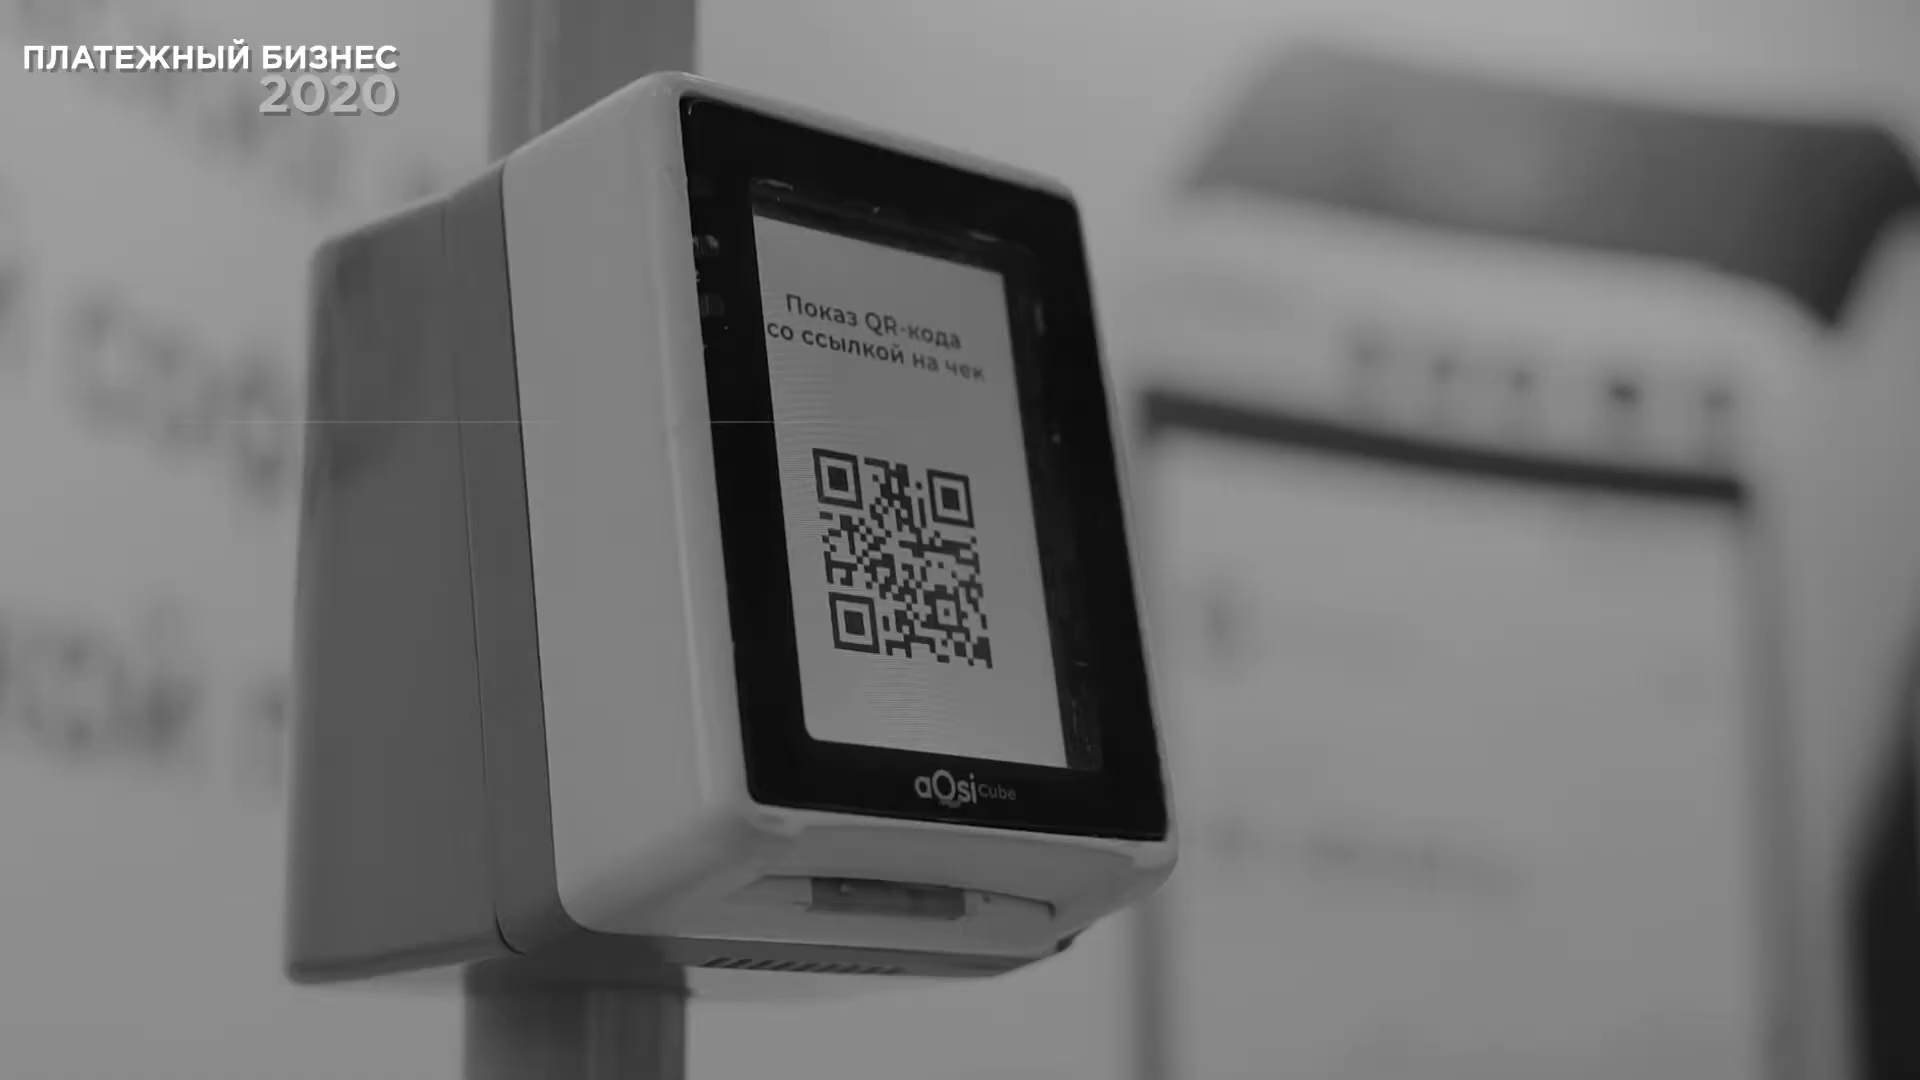 ПЛАТЕЖНЫЙ БИЗНЕС
2020
Показ QR-кода
со ссылкой на чек
aQsi Cube